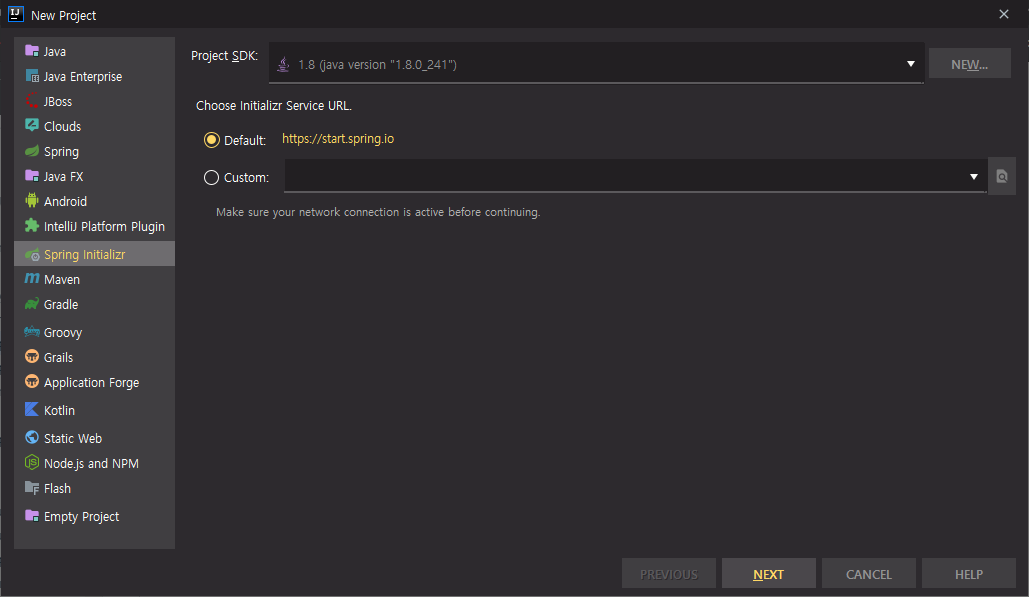 New Project
Java
Java Enterprise
JBoss
Clouds
Spring
Java FX
Android
IntelliJ Platform Plugin
Spring Initializr
Maven
Gradle
Groovy
Grails
Application Forge
Kotlin
Static Web
Node.js and NPM
Flash
Empty Project
Project SDK: 1.8 (java version "1.8.0_241") NEW...
Choose Initializr Service URL.
Default: https://start.spring.io
Custom:
Make sure your network connection is active before continuing.
PREVIOUS NEXT CANCEL HELP